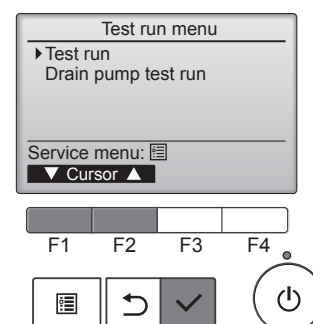 Test run menu
Test run
Drain pump test run
Service menu:
▼ Cursor ▲
F1 F2 F3 F4